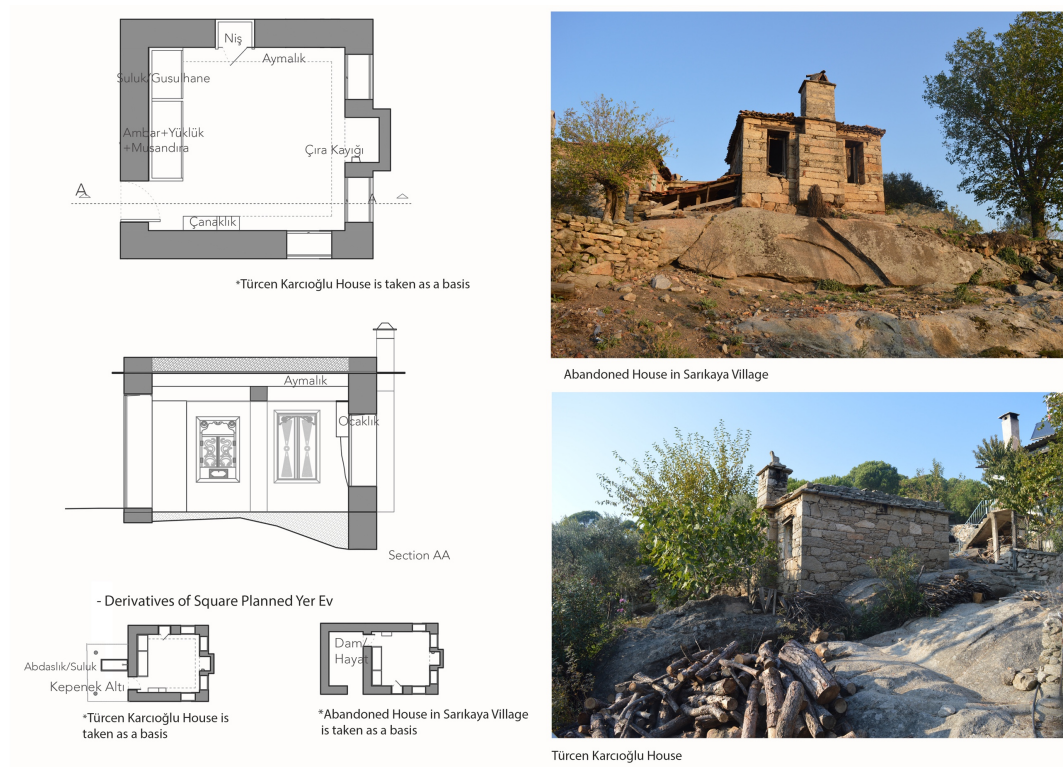 Niş
Aymalık
Suluk/Gusulhane
Ambar+Yüklük
+Musandıra
Çıra Kayığı
A
A
Çanaklık
*Türcen Karcıoğlu House is taken as a basis
Aymalık
Ocaklık
Section AA
- Derivatives of Square Planned Yer Ev
Abdaslık/Suluk
Kepenek Altı
*Türcen Karcıoğlu House is
taken as a basis
Dam/
Hayat
*Abandoned House in Sarıkaya Village
is taken as a basis
Abandoned House in Sarıkaya Village
Türcen Karcıoğlu House